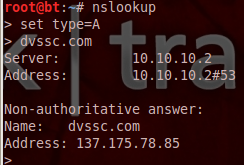 root@bt:~# nslookup
> set type=A
> dvssc.com
Server: 10.10.10.2
Address: 10.10.10.2#53
Non-authoritative answer:
Name: dvssc.com
Address: 137.175.78.85
>